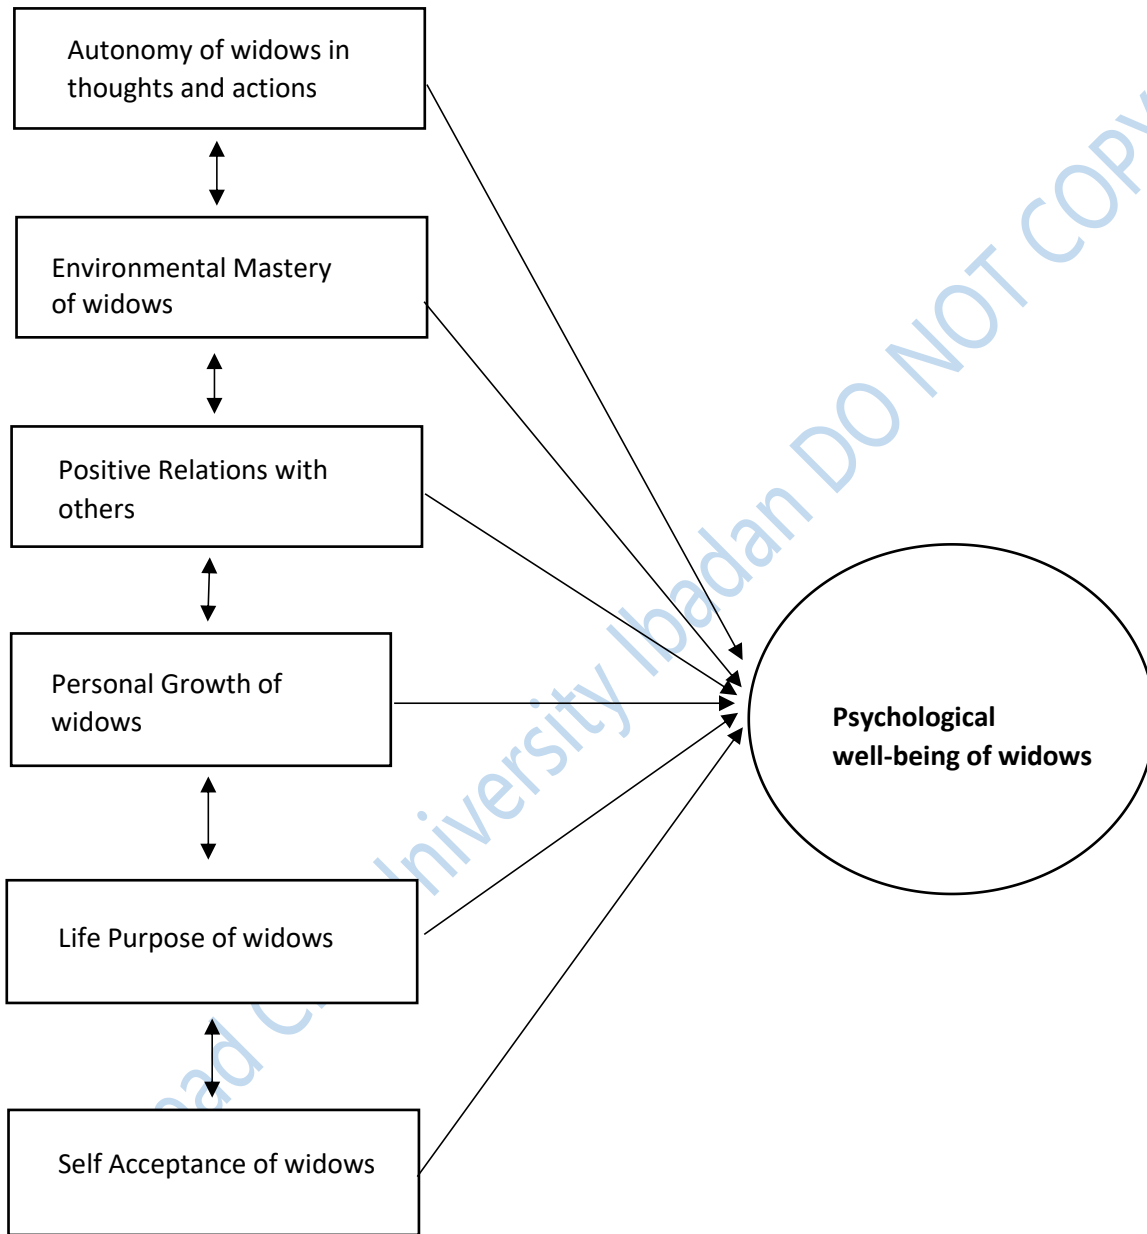 Autonomy of widows in
thoughts and actions
Environmental Mastery
of widows
Positive Relations with
others
Personal Growth of
widows
Psychological
well-being of widows
Life Purpose of widows
Self Acceptance of widows
University Ibadan DO NOT COPY